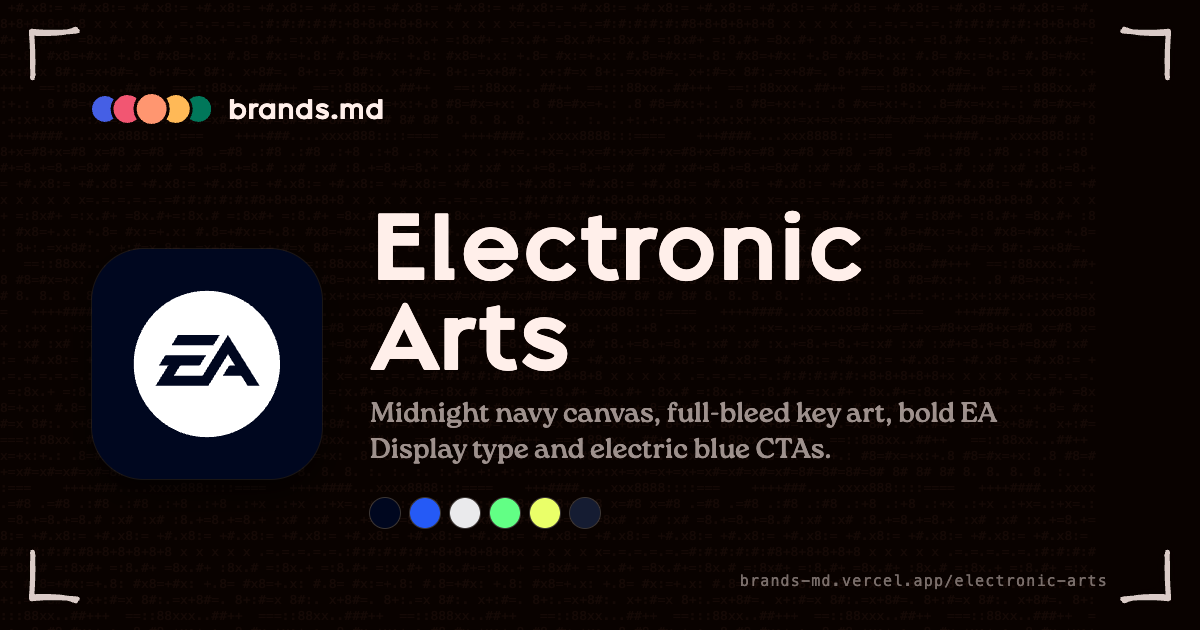 brands.md
Electronic
Arts
EA
Midnight navy canvas, full-bleed key art, bold EA
Display type and electric blue CTAs.
brands-md.vercel.app/electronic-arts